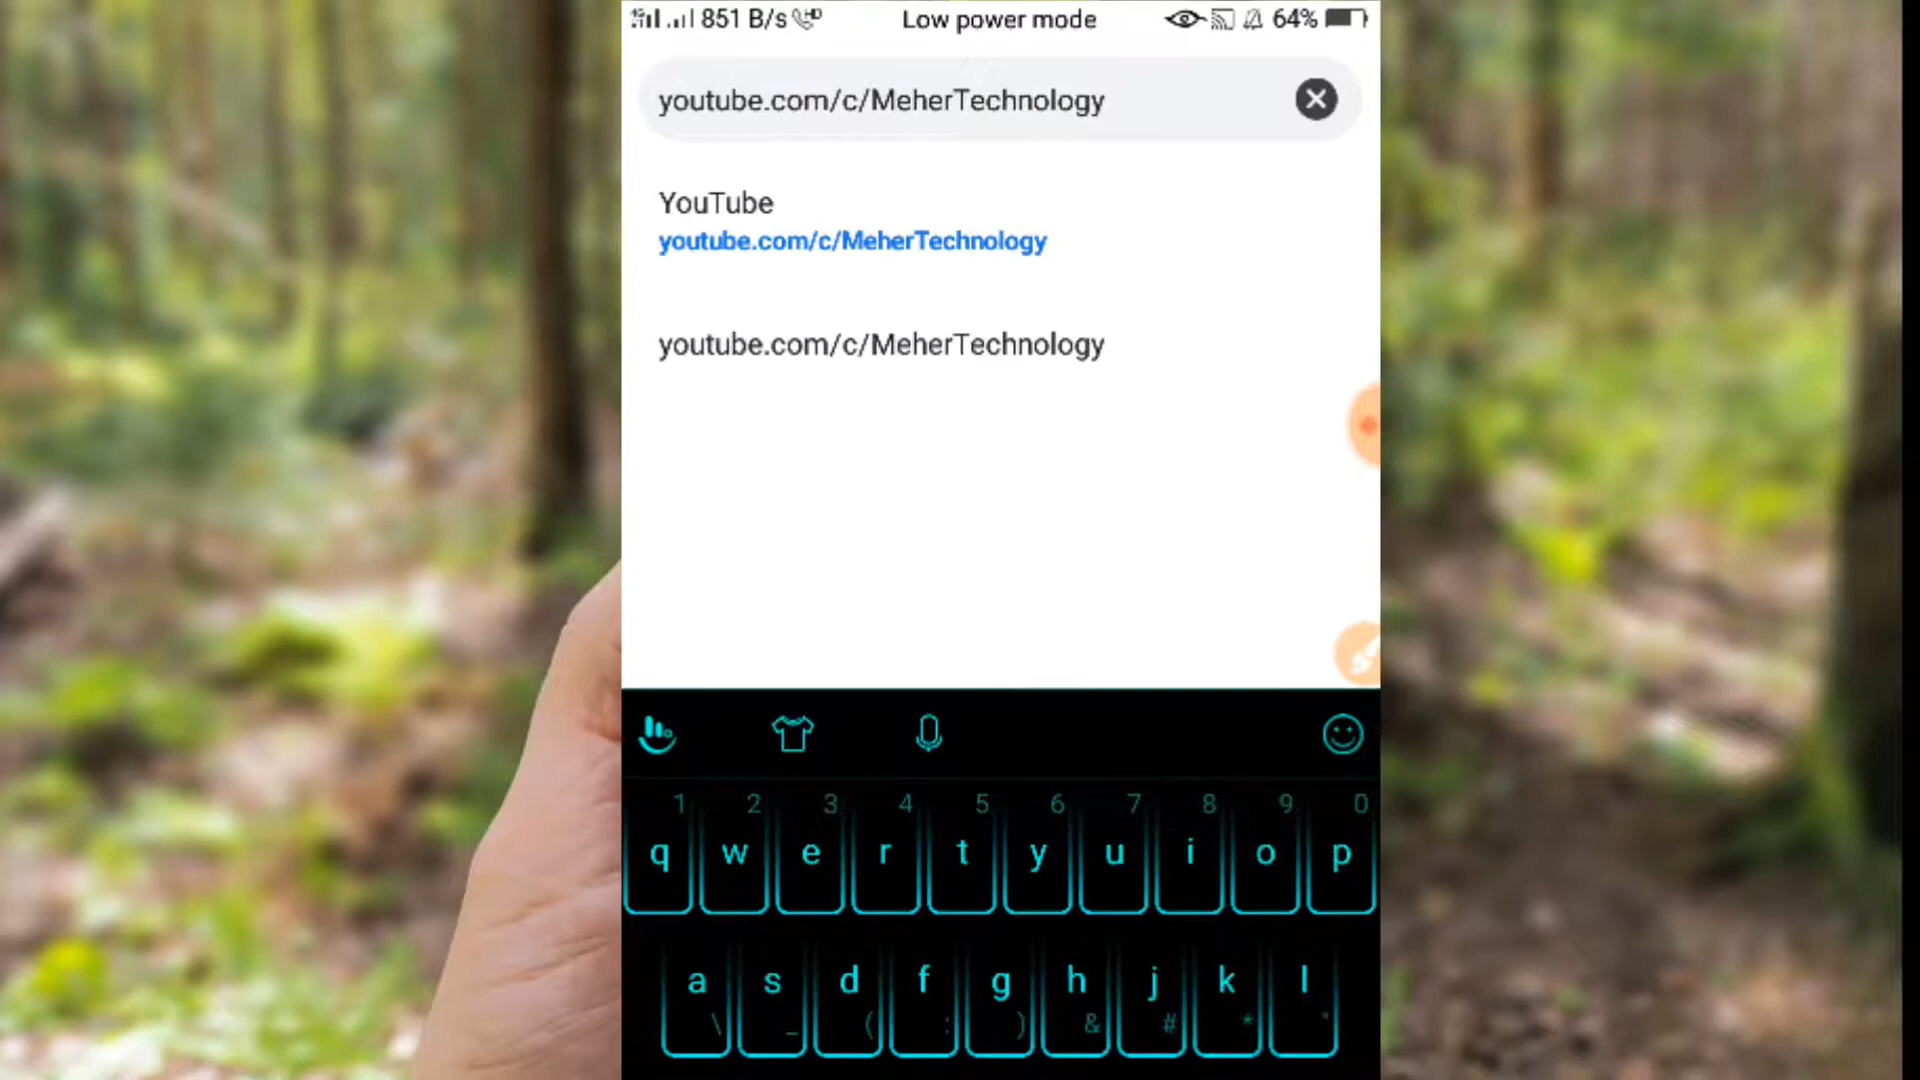 851 B/s Low power mode 64%
youtube.com/c/MeherTechnology
YouTube
youtube.com/c/MeherTechnology
youtube.com/c/MeherTechnology
1 2 3 4 5 6 7 8 9 0
q w e r t y u i o p
a s d f g h j k l
\ _ ( : ) & # * "